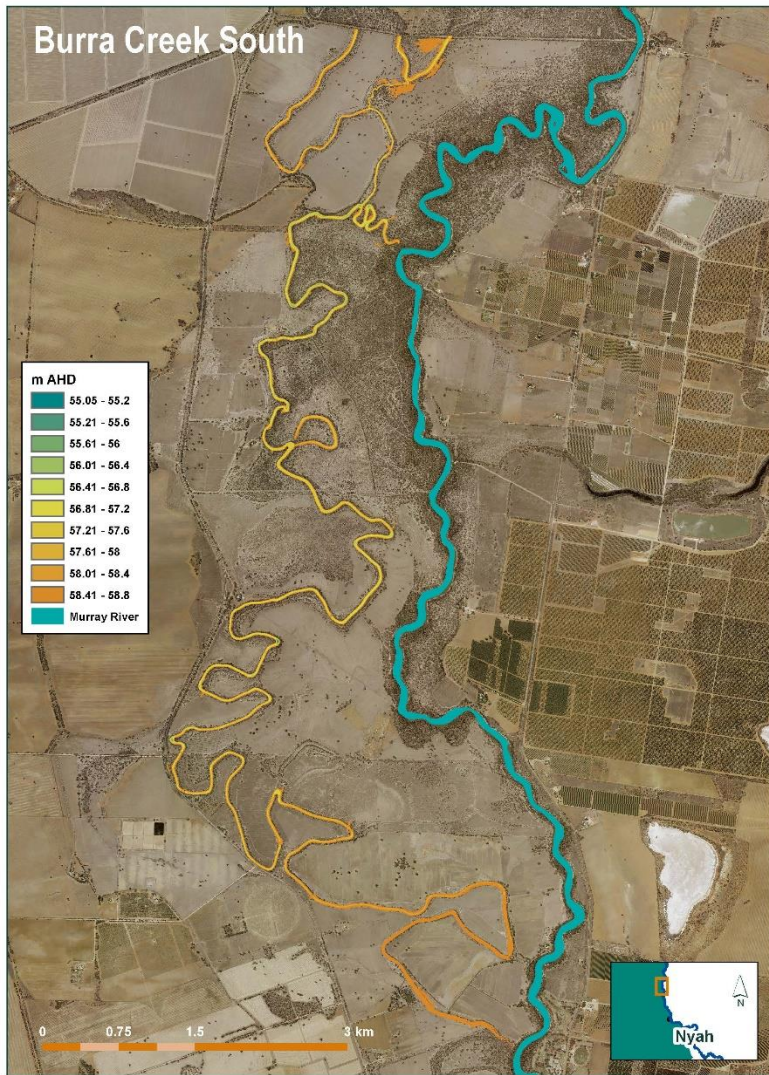 Burra Creek South
m AHD
55.05 - 55.2
55.21 - 55.6
55.61 - 56
56.01 - 56.4
56.41 - 56.8
56.81 - 57.2
57.21 - 57.6
57.61 - 58
58.01 - 58.4
58.41 - 58.8
Murray River
0 0.75 1.5 3 km
N
Nyah